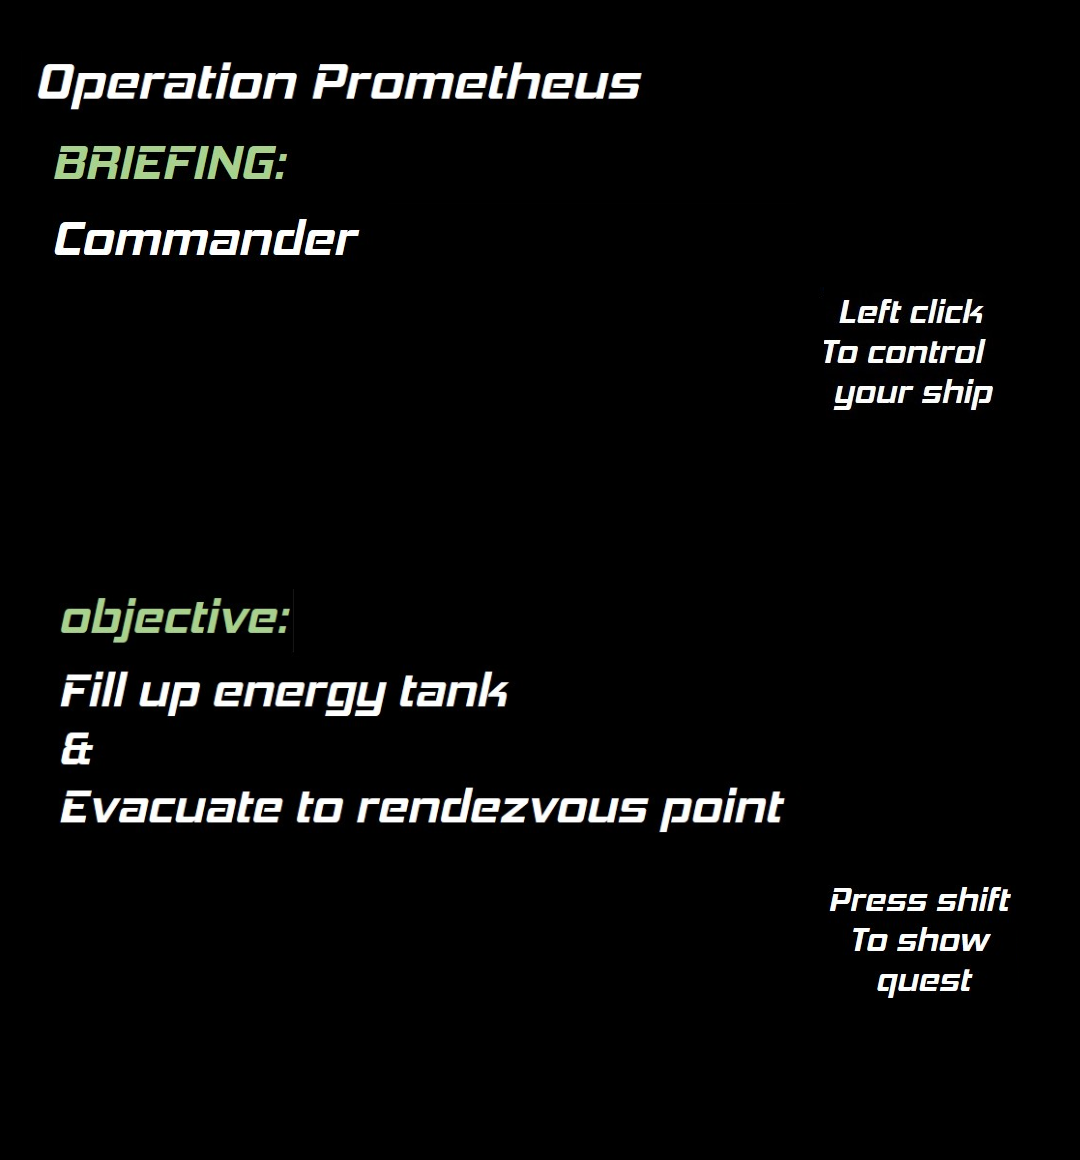 Operation Prometheus
BRIEFING:
Commander
Left click
To control
your ship
objective:
Fill up energy tank
&
Evacuate to rendezvous point
Press shift
To show
quest